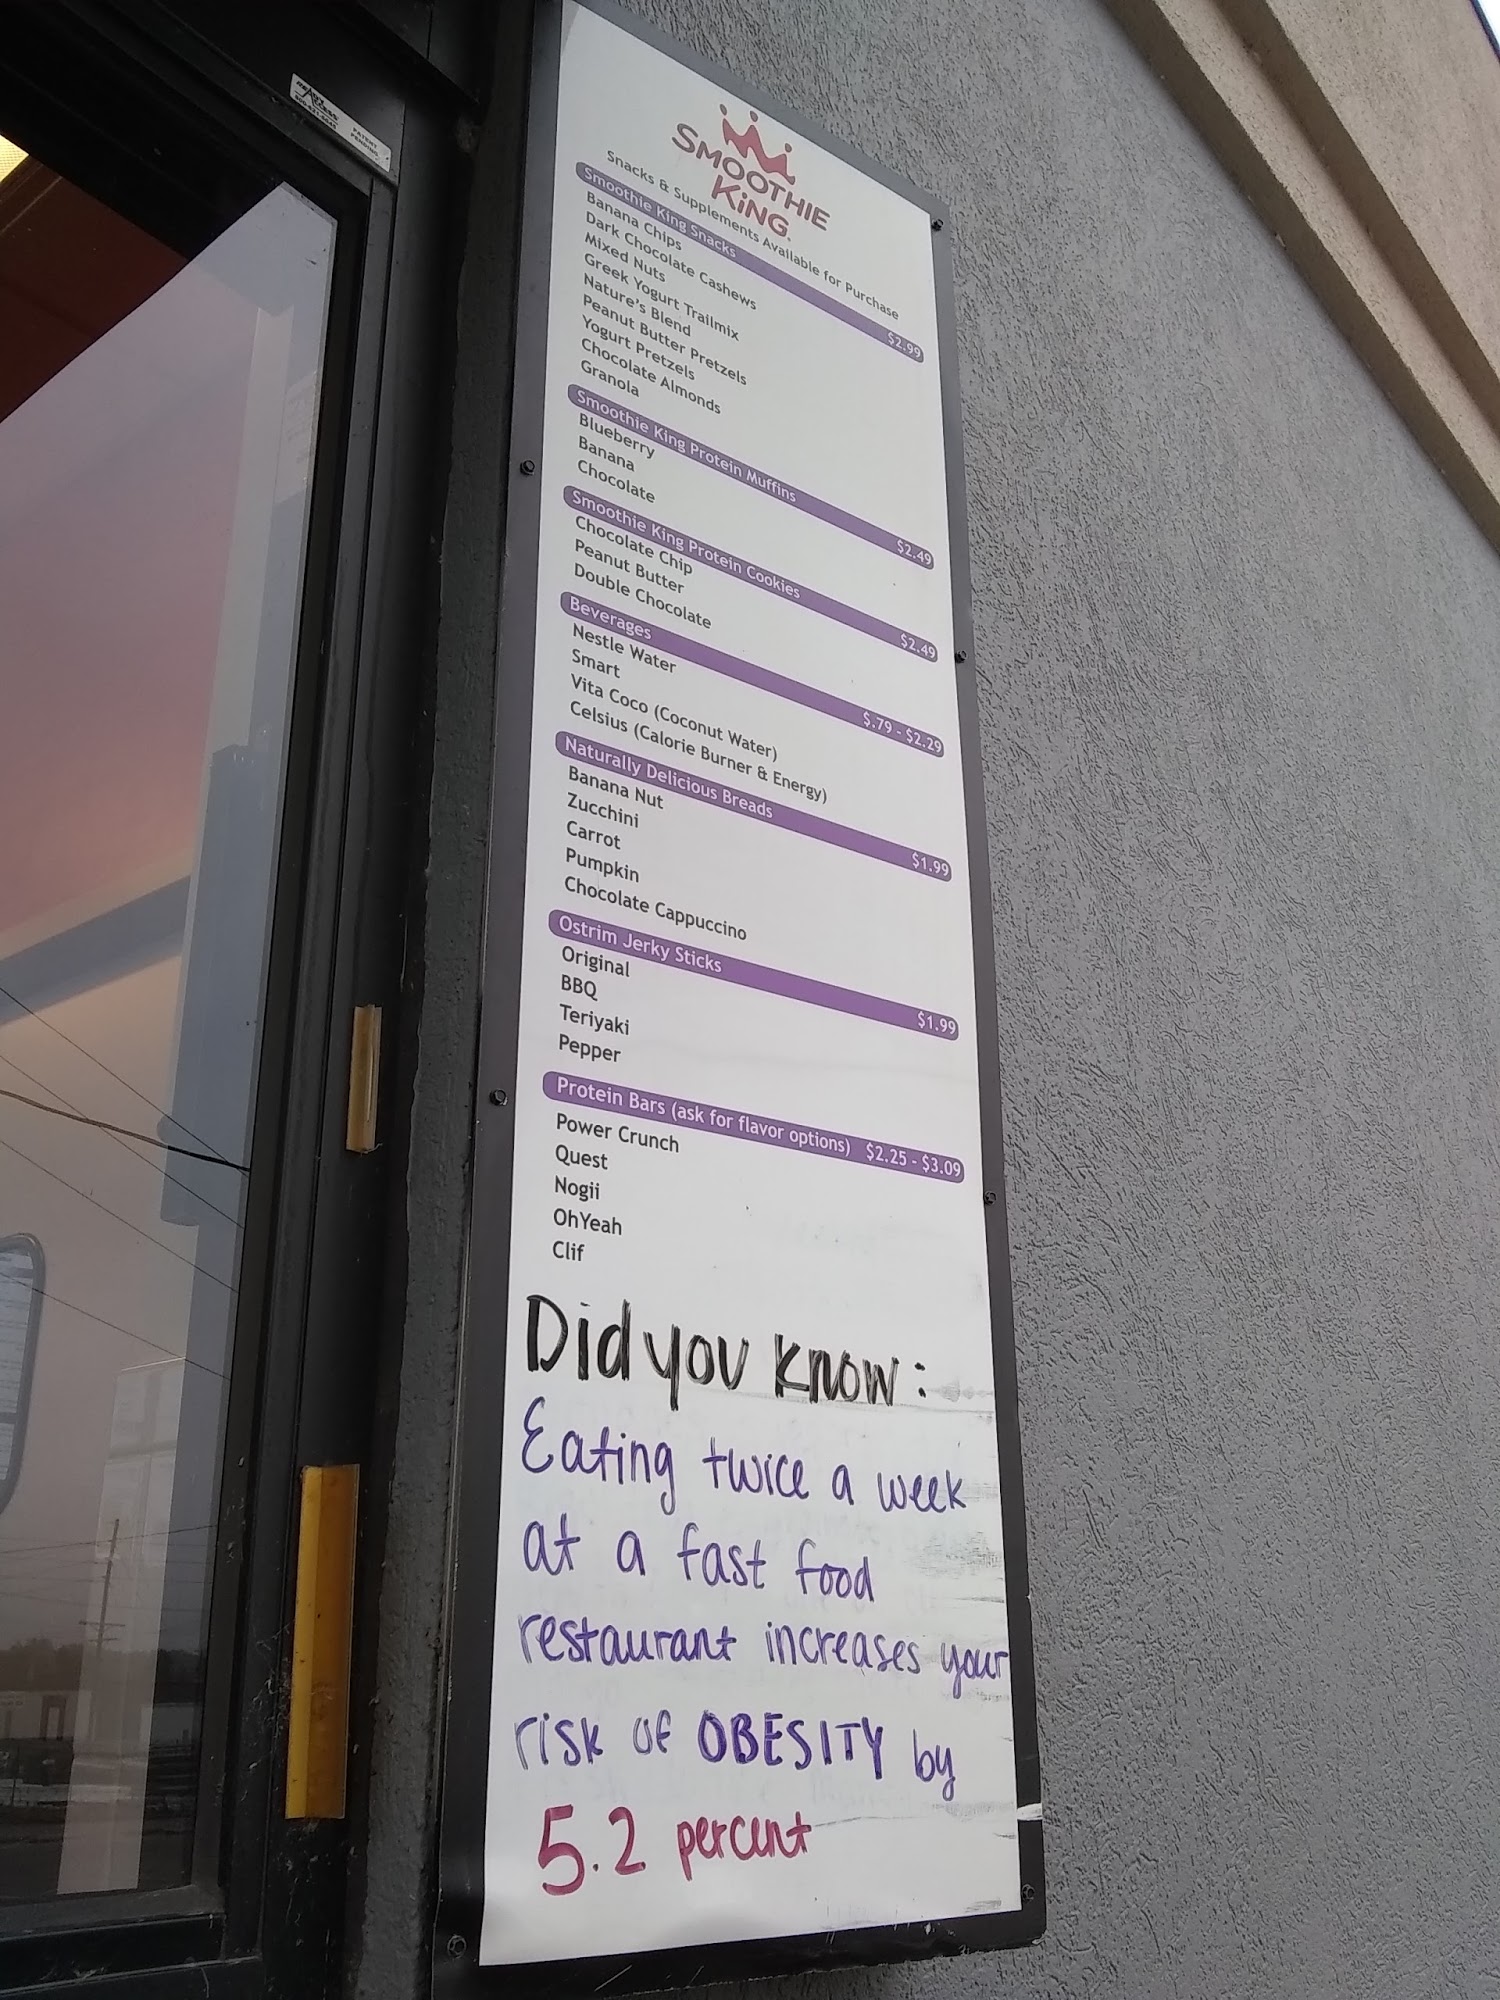 SMOOTHIE
KiNG.
Snacks & Supplements Available for Purchase
Smoothie King Snacks $2.99
Banana Chips
Dark Chocolate Cashews
Mixed Nuts
Greek Yogurt Trailmix
Nature's Blend
Peanut Butter Pretzels
Yogurt Pretzels
Chocolate Almonds
Granola
Smoothie King Protein Muffins $2.49
Blueberry
Banana
Chocolate
Smoothie King Protein Cookies $2.49
Chocolate Chip
Peanut Butter
Double Chocolate
Beverages $.79 - $2.29
Nestle Water
Smart
Vita Coco (Coconut Water)
Celsius (Calorie Burner & Energy)
Naturally Delicious Breads $1.99
Banana Nut
Zucchini
Carrot
Pumpkin
Chocolate Cappuccino
Ostrim Jerky Sticks $1.99
Original
BBQ
Teriyaki
Pepper
Protein Bars (ask for flavor options) $2.25 - $3.09
Power Crunch
Quest
Nogii
OhYeah
Clif
Did you know:
Eating twice a week
at a fast food
restaurant increases your
risk of OBESITY by
5.2 percent
PATENT
PENDING